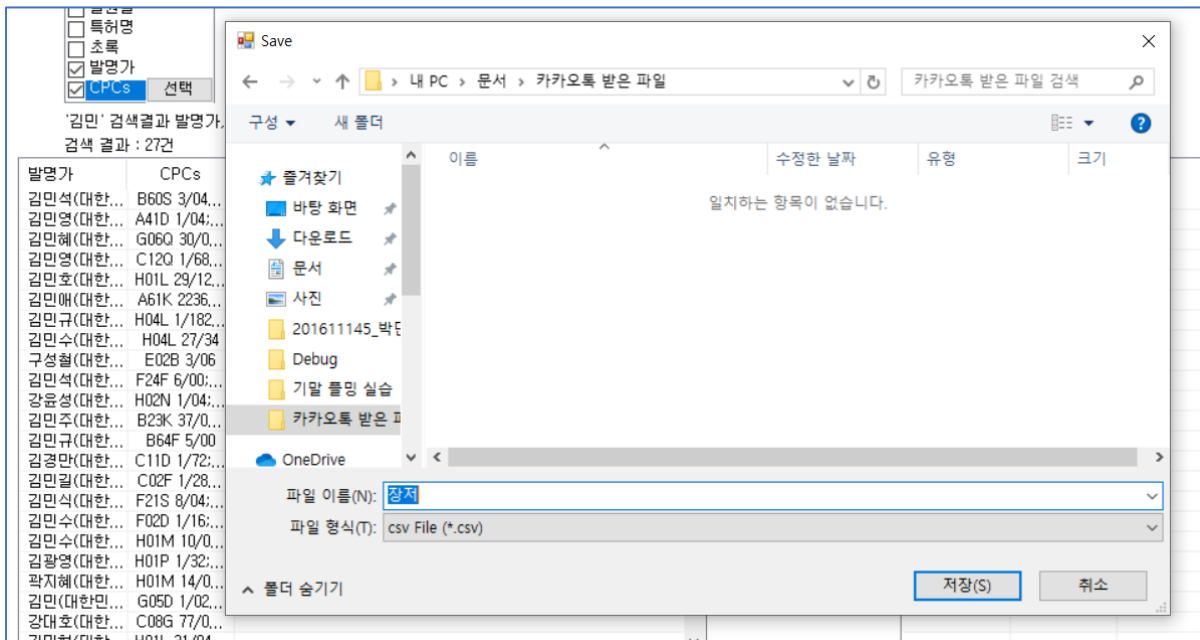 특허명
초록
발명가
CPCs 선택
'김민' 검색결과 발명가,
검색 결과 : 27건
발명가 CPCs
김민석(대한... B60S 3/04...
김민영(대한... A41D 1/04;...
김민혜(대한... G06Q 30/0...
김민영(대한... C12Q 1/68...
김민호(대한... H01L 29/12...
김민애(대한... A61K 2236...
김민규(대한... H04L 1/182...
김민수(대한... H04L 27/34
구성철(대한... E02B 3/06
김민석(대한... F24F 6/00;...
강윤성(대한... H02N 1/04;...
김민주(대한... B23K 37/0...
김민규(대한... B64F 5/00
김경만(대한... C11D 1/72;...
김민길(대한... C02F 1/28...
김민식(대한... F21S 8/04;...
김민수(대한... F02D 1/16;...
김민수(대한... H01M 10/0...
김광영(대한... H01P 1/32;...
곽지혜(대한... H01M 14/0...
김민(대한민... G05D 1/02...
강대호(대한... C08G 77/0...
Save
내 PC › 문서 › 카카오톡 받은 파일
카카오톡 받은 파일 검색
구성 새 폴더
이름 수정한 날짜 유형 크기
일치하는 항목이 없습니다.
즐겨찾기
바탕 화면
다운로드
문서
사진
201611145_박민
Debug
기말 플밍 실습
카카오톡 받은 파
OneDrive
파일 이름(N): 장저
파일 형식(T): csv File (*.csv)
폴더 숨기기
저장(S) 취소